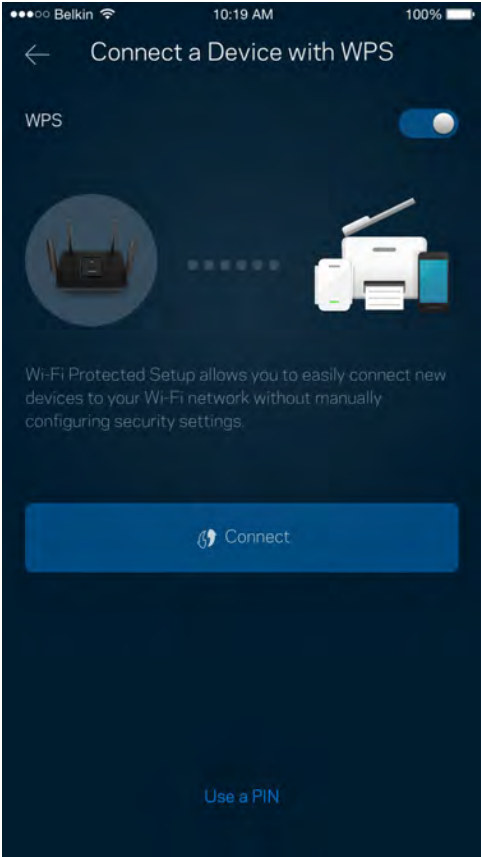 Belkin 10:19 AM 100%
Connect a Device with WPS
WPS
Wi-Fi Protected Setup allows you to easily connect new
devices to your Wi-Fi network without manually
configuring security settings.
Connect
Use a PIN